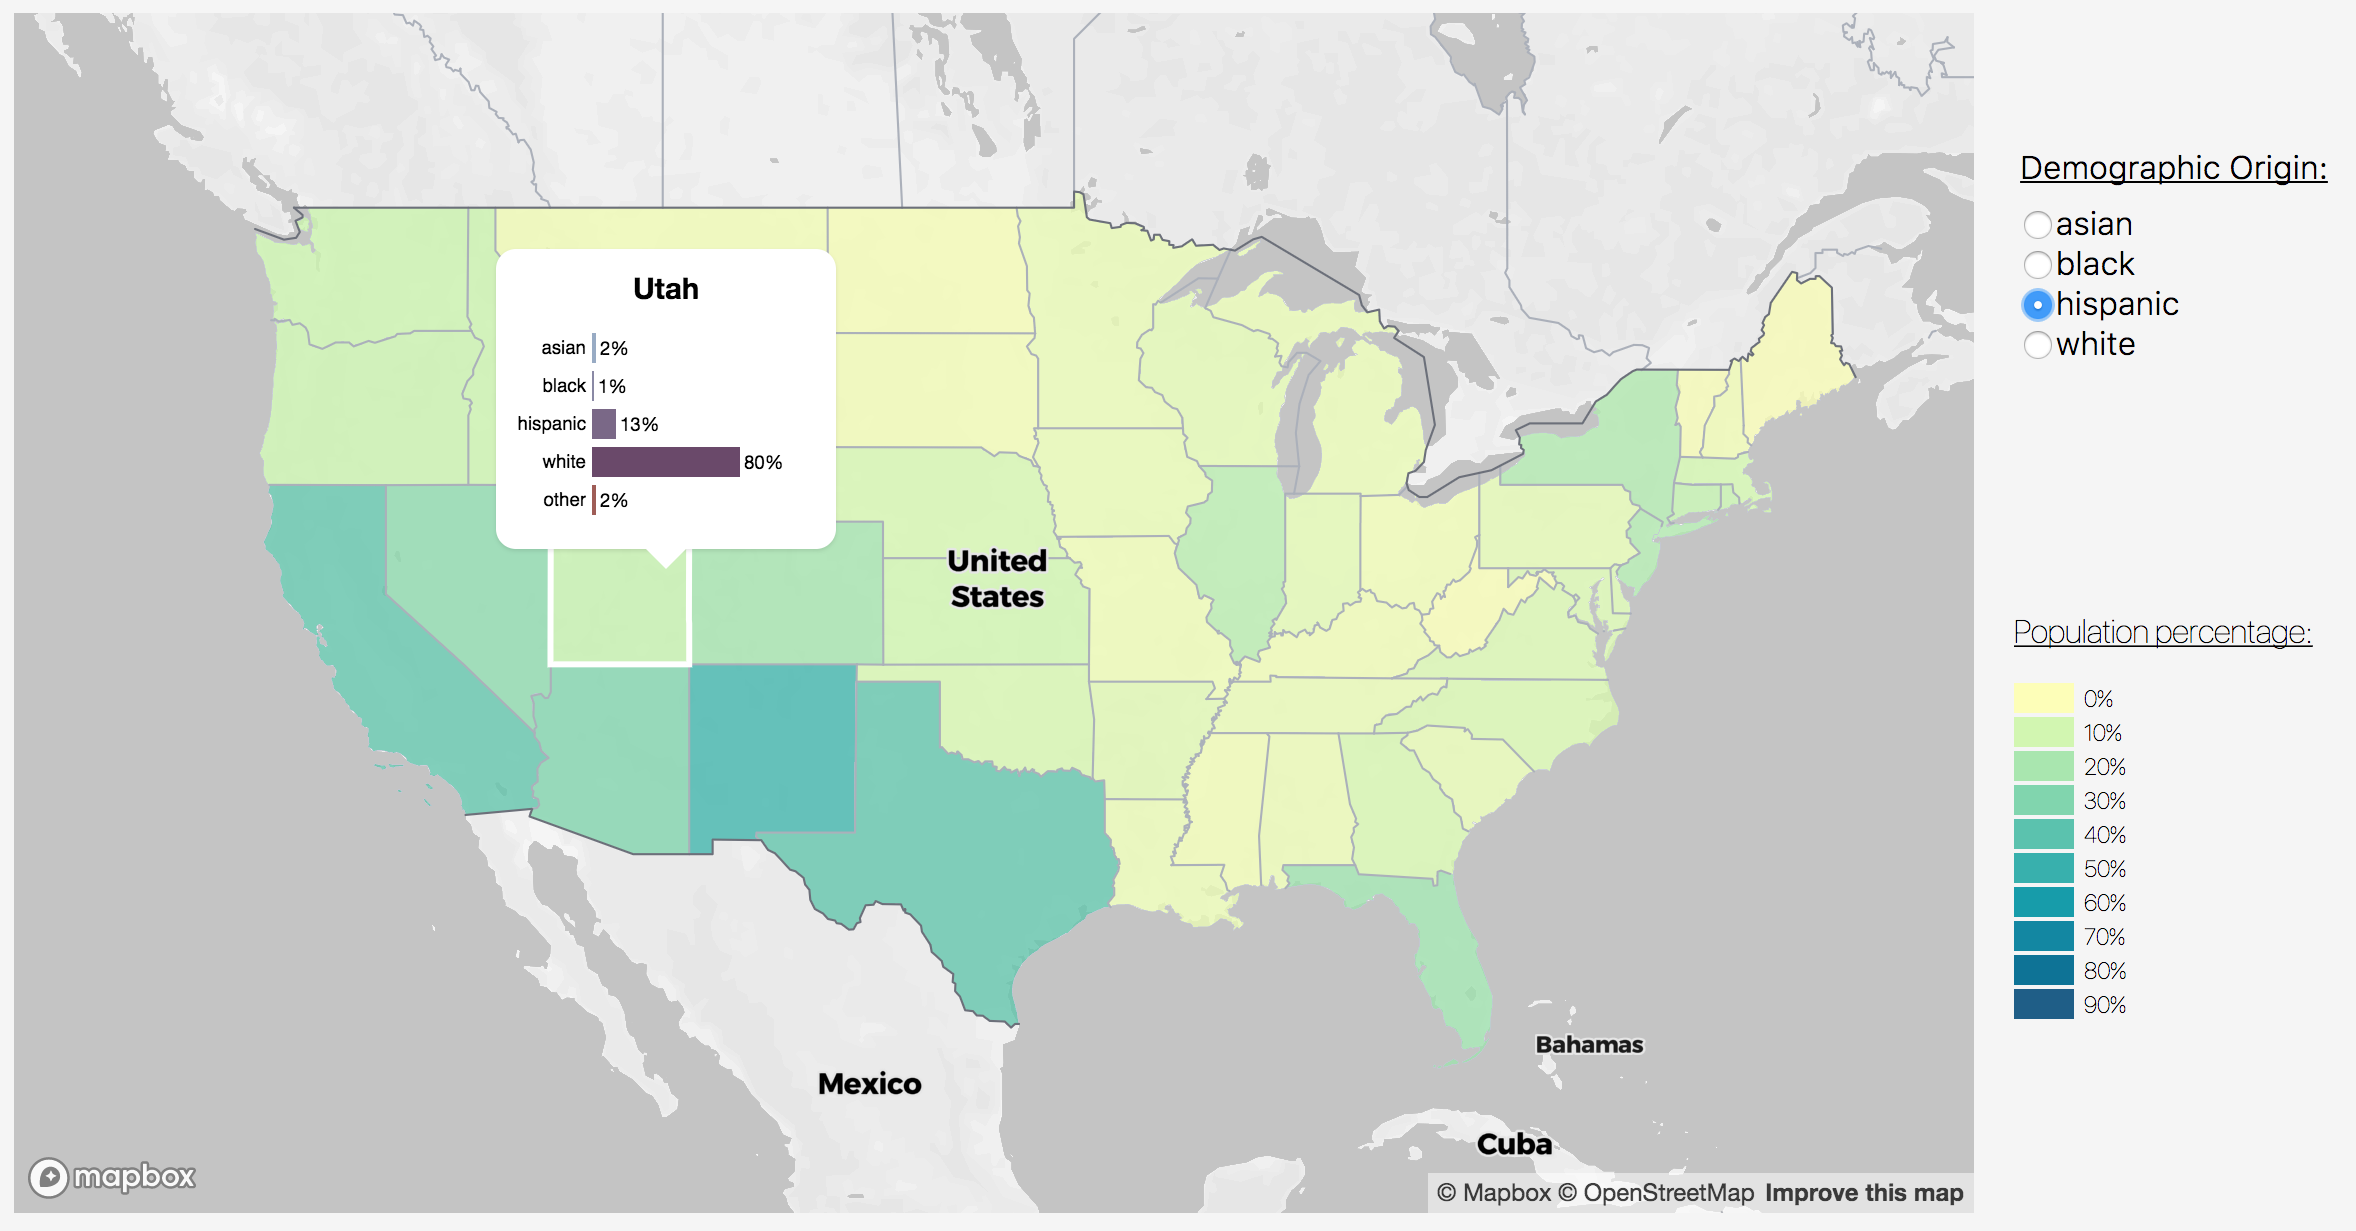 Utah
asian 2%
black 1%
hispanic 13%
white 80%
other 2%
United
States
Mexico
Bahamas
Cuba
mapbox
© Mapbox © OpenStreetMap Improve this map
Demographic Origin:
asian
black
hispanic
white
Population percentage:
0%
10%
20%
30%
40%
50%
60%
70%
80%
90%